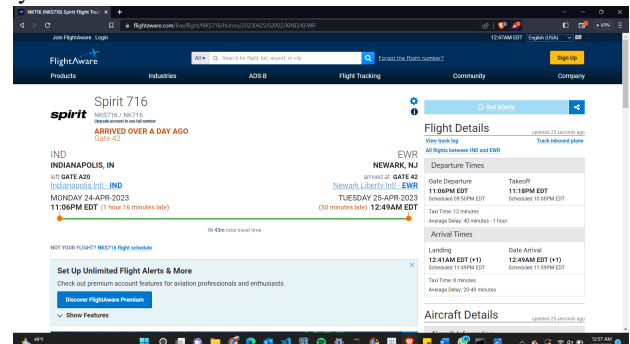 NK716 (NKS716) Spirit Flight Trac
flightaware.com/live/flight/NKS716/history/20230425/0200Z/KIND/KEWR
VPN
Join FlightAware Login
12:47AM EDT English (USA)
FlightAware
All Search for flight, tail, airport, or city
Forgot the flight number?
Sign Up
Products Industries ADS-B Flight Tracking Community Company
Spirit 716
spirit
NKS716 / NK716
Upgrade account to see tail number
ARRIVED OVER A DAY AGO
Gate 42
IND
INDIANAPOLIS, IN
left GATE A20
Indianapolis Intl - IND
MONDAY 24-APR-2023
11:06PM EDT (1 hour 16 minutes late)
EWR
NEWARK, NJ
arrived at GATE 42
Newark Liberty Intl - EWR
TUESDAY 25-APR-2023
(50 minutes late) 12:49AM EDT
1h 43m total travel time
NOT YOUR FLIGHT? NKS716 flight schedule
Set Up Unlimited Flight Alerts & More
Check out premium account features for aviation professionals and enthusiasts.
Discover FlightAware Premium
Show Features
Get Alerts
Flight Details
updated 25 seconds ago
View track log Track inbound plane
All flights between IND and EWR
Departure Times
Gate Departure Takeoff
11:06PM EDT 11:18PM EDT
Scheduled 09:50PM EDT Scheduled 10:00PM EDT
Taxi Time: 12 minutes
Average Delay: 40 minutes - 1 hour
Arrival Times
Landing Gate Arrival
12:41AM EDT (+1) 12:49AM EDT (+1)
Scheduled 11:49PM EDT Scheduled 11:59PM EDT
Taxi Time: 8 minutes
Average Delay: 20-40 minutes
Aircraft Details
updated 25 seconds ago
49°F
12:57 AM